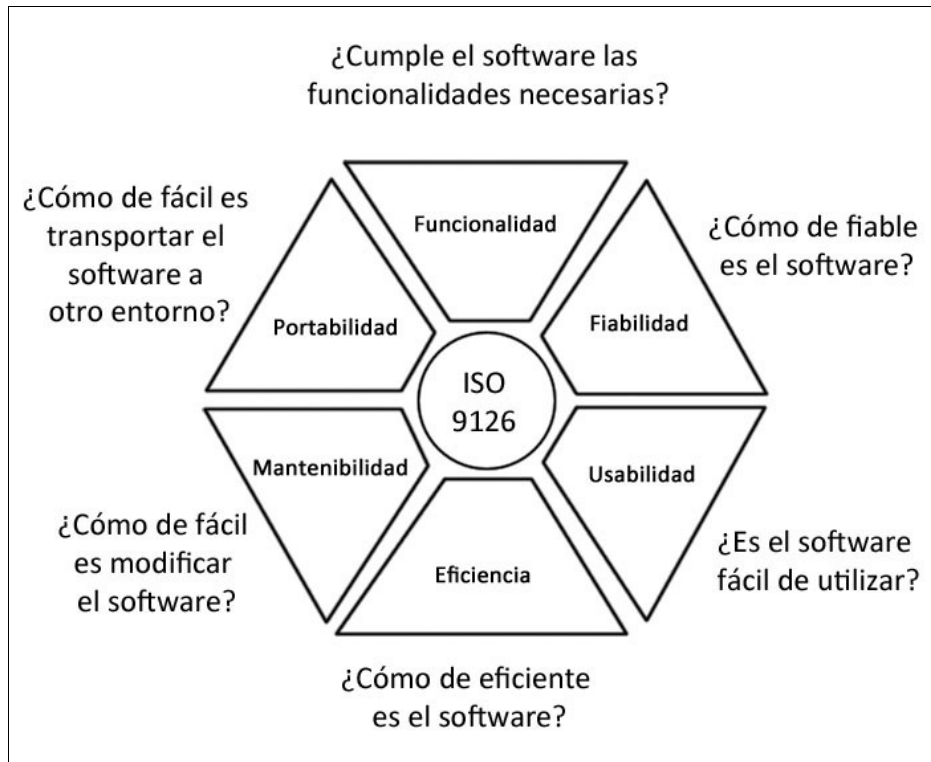 ¿Cumple el software las
funcionalidades necesarias?
Funcionalidad
¿Cómo de fiable
es el software?
Fiabilidad
Usabilidad
¿Es el software
fácil de utilizar?
Eficiencia
¿Cómo de eficiente
es el software?
Mantenibilidad
¿Cómo de fácil
es modificar
el software?
Portabilidad
¿Cómo de fácil es
transportar el
software a
otro entorno?
ISO
9126